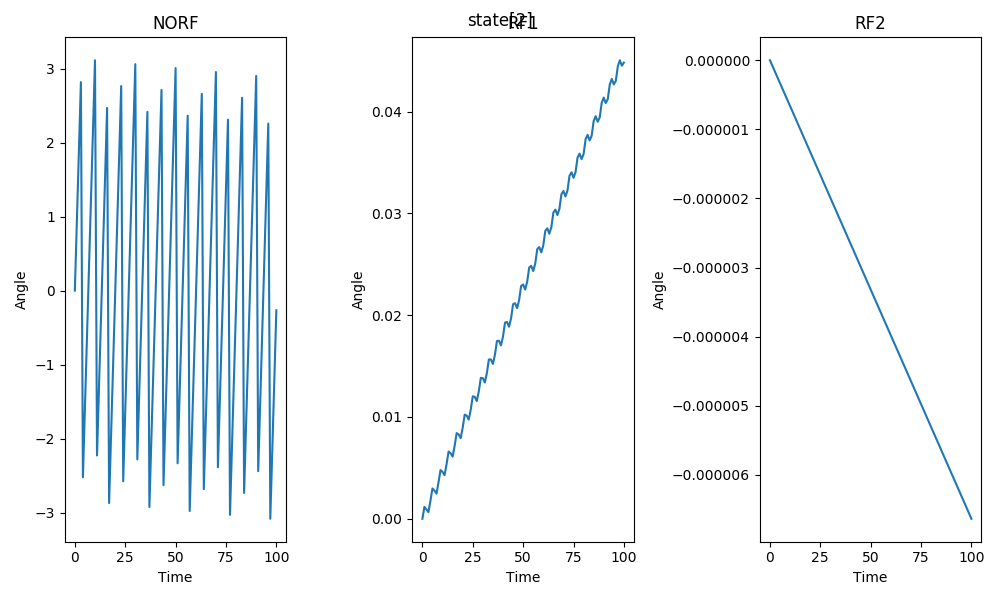 state[2]
NORF
RF1
RF2
3
2
1
0
−1
−2
−3
Angle
0 25 50 75 100
Time
0.04
0.03
0.02
0.01
0.00
Angle
0 25 50 75 100
Time
0.000000
−0.000001
−0.000002
−0.000003
−0.000004
−0.000005
−0.000006
Angle
0 25 50 75 100
Time